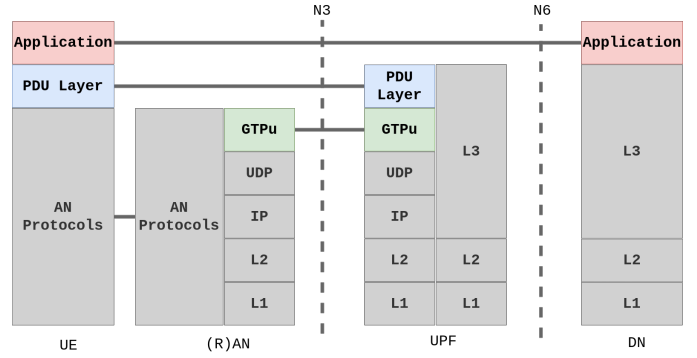 N3
N6
Application
Application
PDU Layer
PDU
Layer
GTPu
GTPu
L3
L3
UDP
UDP
AN
Protocols
AN
Protocols
IP
IP
L2
L2
L2
L2
L1
L1
L1
L1
UE
(R)AN
UPF
DN